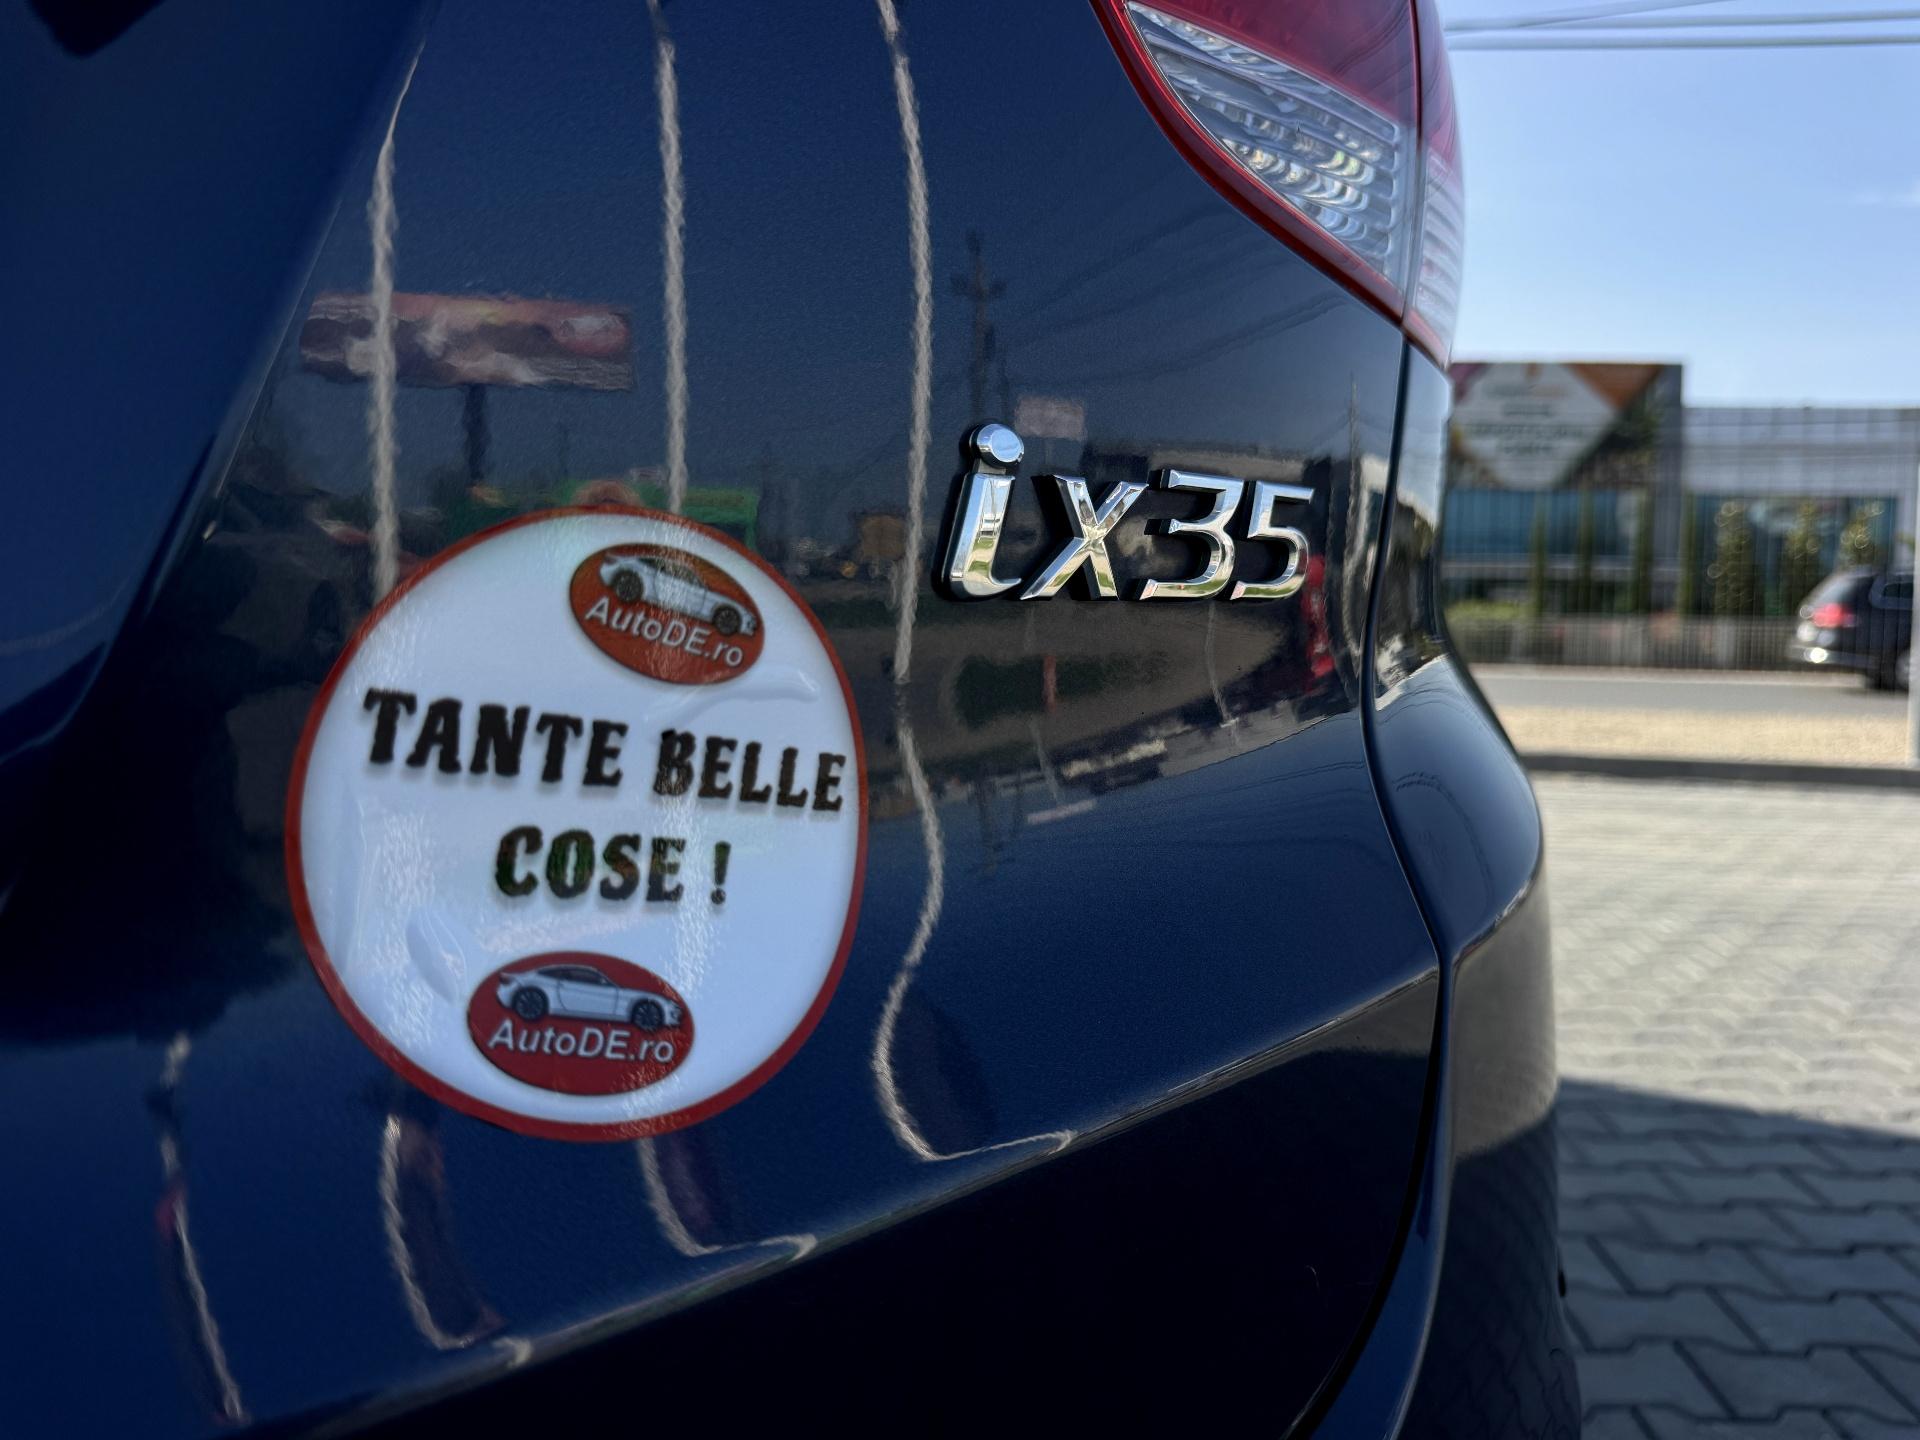 ix35
AutoDE.ro
TANTE BELLE
COSE !
AutoDE.ro